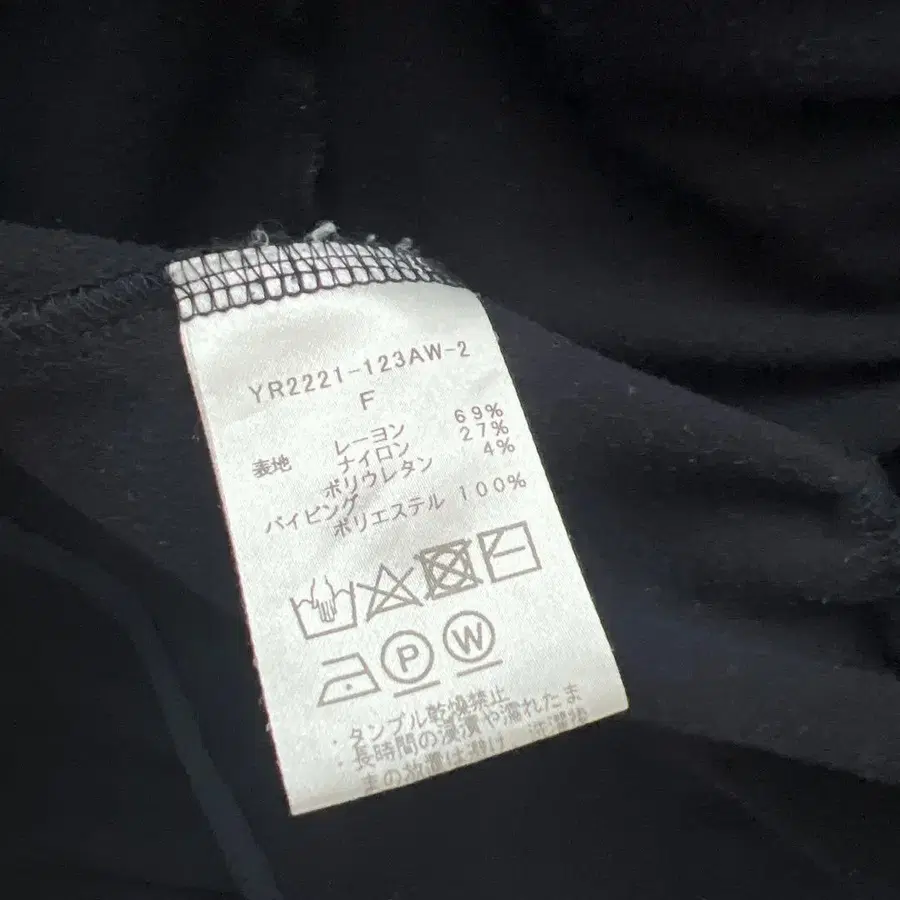 YR2221-123AW-2
F
表地 レーヨン 69%
ナイロン 27%
ポリウレタン 4%
パイピング
ポリエステル 100%
P W
・タンブル乾燥禁止
・長時間の浸漬や濡れたま
まの放置は避け